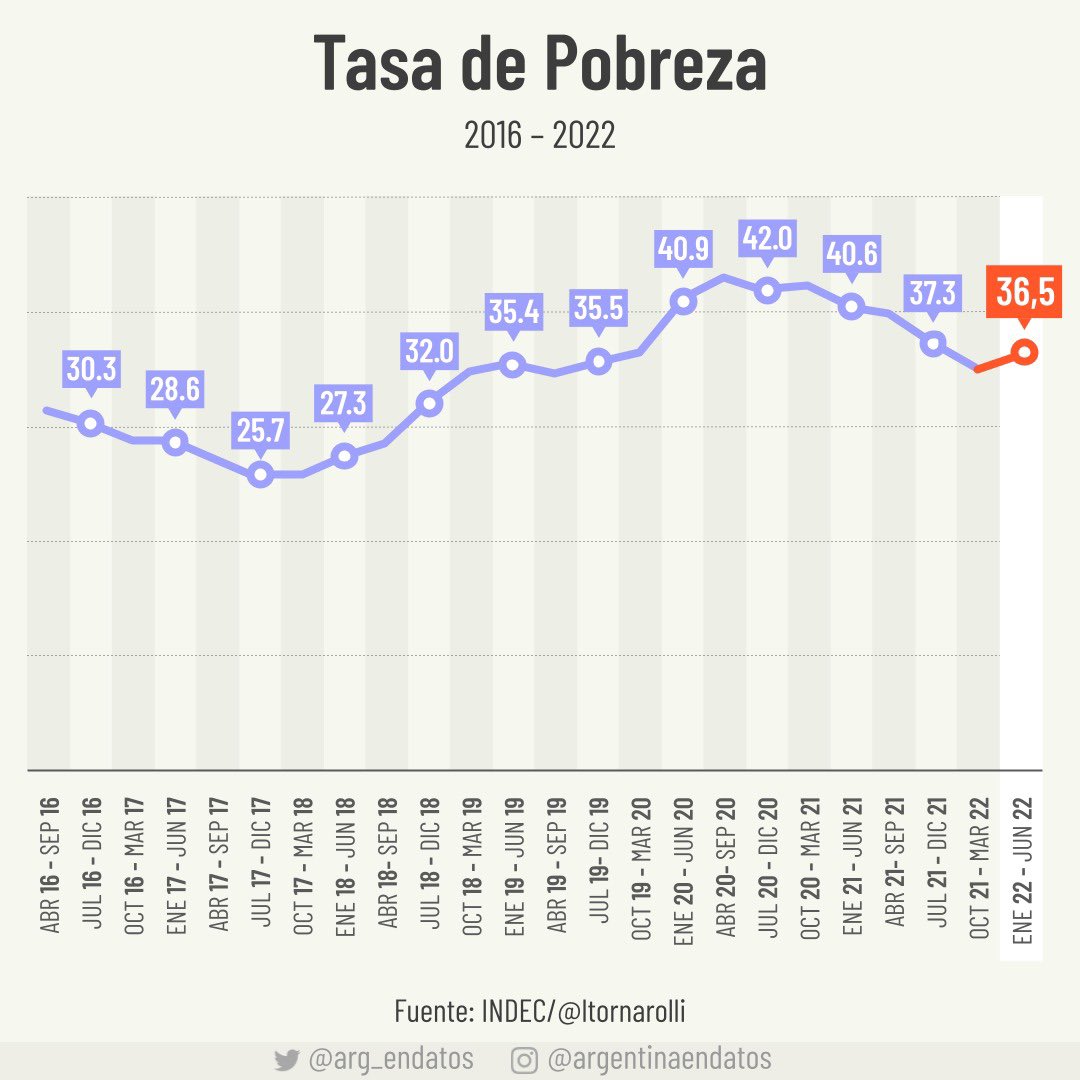 Tasa de Pobreza
2016 – 2022
30.3
28.6
25.7
27.3
32.0
35.4
35.5
40.9
42.0
40.6
37.3
36,5
ABR 16 - SEP 16
JUL 16 - DIC 16
OCT 16 - MAR 17
ENE 17 - JUN 17
ABR 17 - SEP 17
JUL 17 - DIC 17
OCT 17 - MAR 18
ENE 18 - JUN 18
ABR 18- SEP 18
JUL 18 - DIC 18
OCT 18 - MAR 19
ENE 19 - JUN 19
ABR 19 - SEP 19
JUL 19- DIC 19
OCT 19 - MAR 20
ENE 20 - JUN 20
ABR 20- SEP 20
JUL 20 - DIC 20
OCT 20 - MAR 21
ENE 21 - JUN 21
ABR 21- SEP 21
JUL 21 - DIC 21
OCT 21 - MAR 22
ENE 22 - JUN 22
Fuente: INDEC/@ltornarolli
@arg_endatos @argentinaendatos